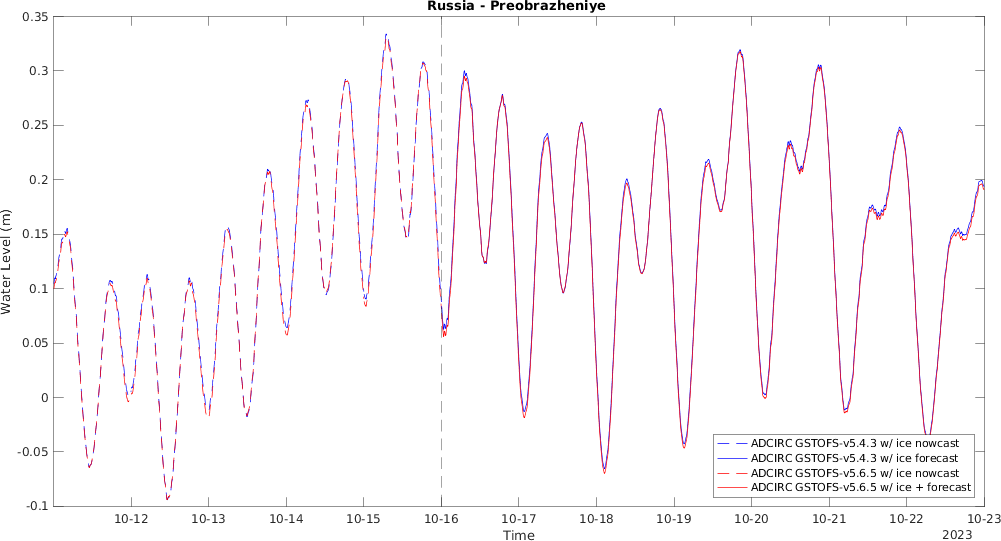 Russia - Preobrazheniye
0.35
0.3
0.25
0.2
0.15
0.1
0.05
0
-0.05
-0.1
Water Level (m)
ADCIRC GSTOFS-v5.4.3 w/ ice nowcast
ADCIRC GSTOFS-v5.4.3 w/ ice forecast
ADCIRC GSTOFS-v5.6.5 w/ ice nowcast
ADCIRC GSTOFS-v5.6.5 w/ ice + forecast
10-12 10-13 10-14 10-15 10-16 10-17 10-18 10-19 10-20 10-21 10-22 10-23
Time
2023